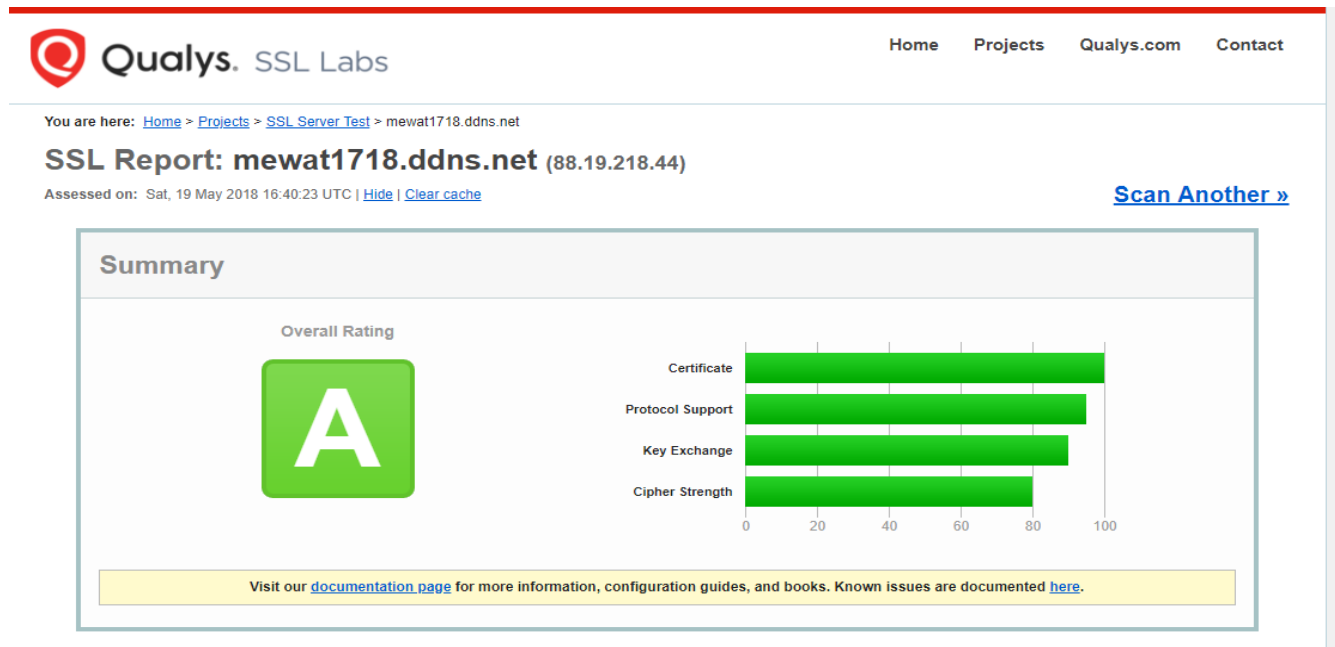 Qualys. SSL Labs
Home Projects Qualys.com Contact
You are here: Home > Projects > SSL Server Test > mewat1718.ddns.net
SSL Report: mewat1718.ddns.net (88.19.218.44)
Assessed on: Sat, 19 May 2018 16:40:23 UTC | Hide | Clear cache
Scan Another »
Summary
Overall Rating
A
Certificate
Protocol Support
Key Exchange
Cipher Strength
0 20 40 60 80 100
Visit our documentation page for more information, configuration guides, and books. Known issues are documented here.